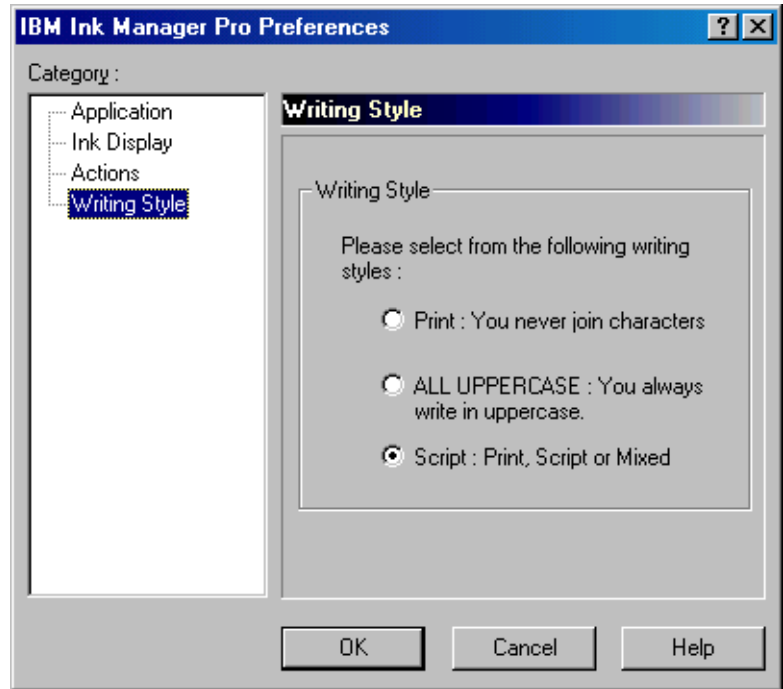 IBM Ink Manager Pro Preferences
Category :
Application
Ink Display
Actions
Writing Style
Writing Style
Writing Style
Please select from the following writing
styles :
Print : You never join characters
ALL UPPERCASE : You always
write in uppercase.
Script : Print, Script or Mixed
OK Cancel Help